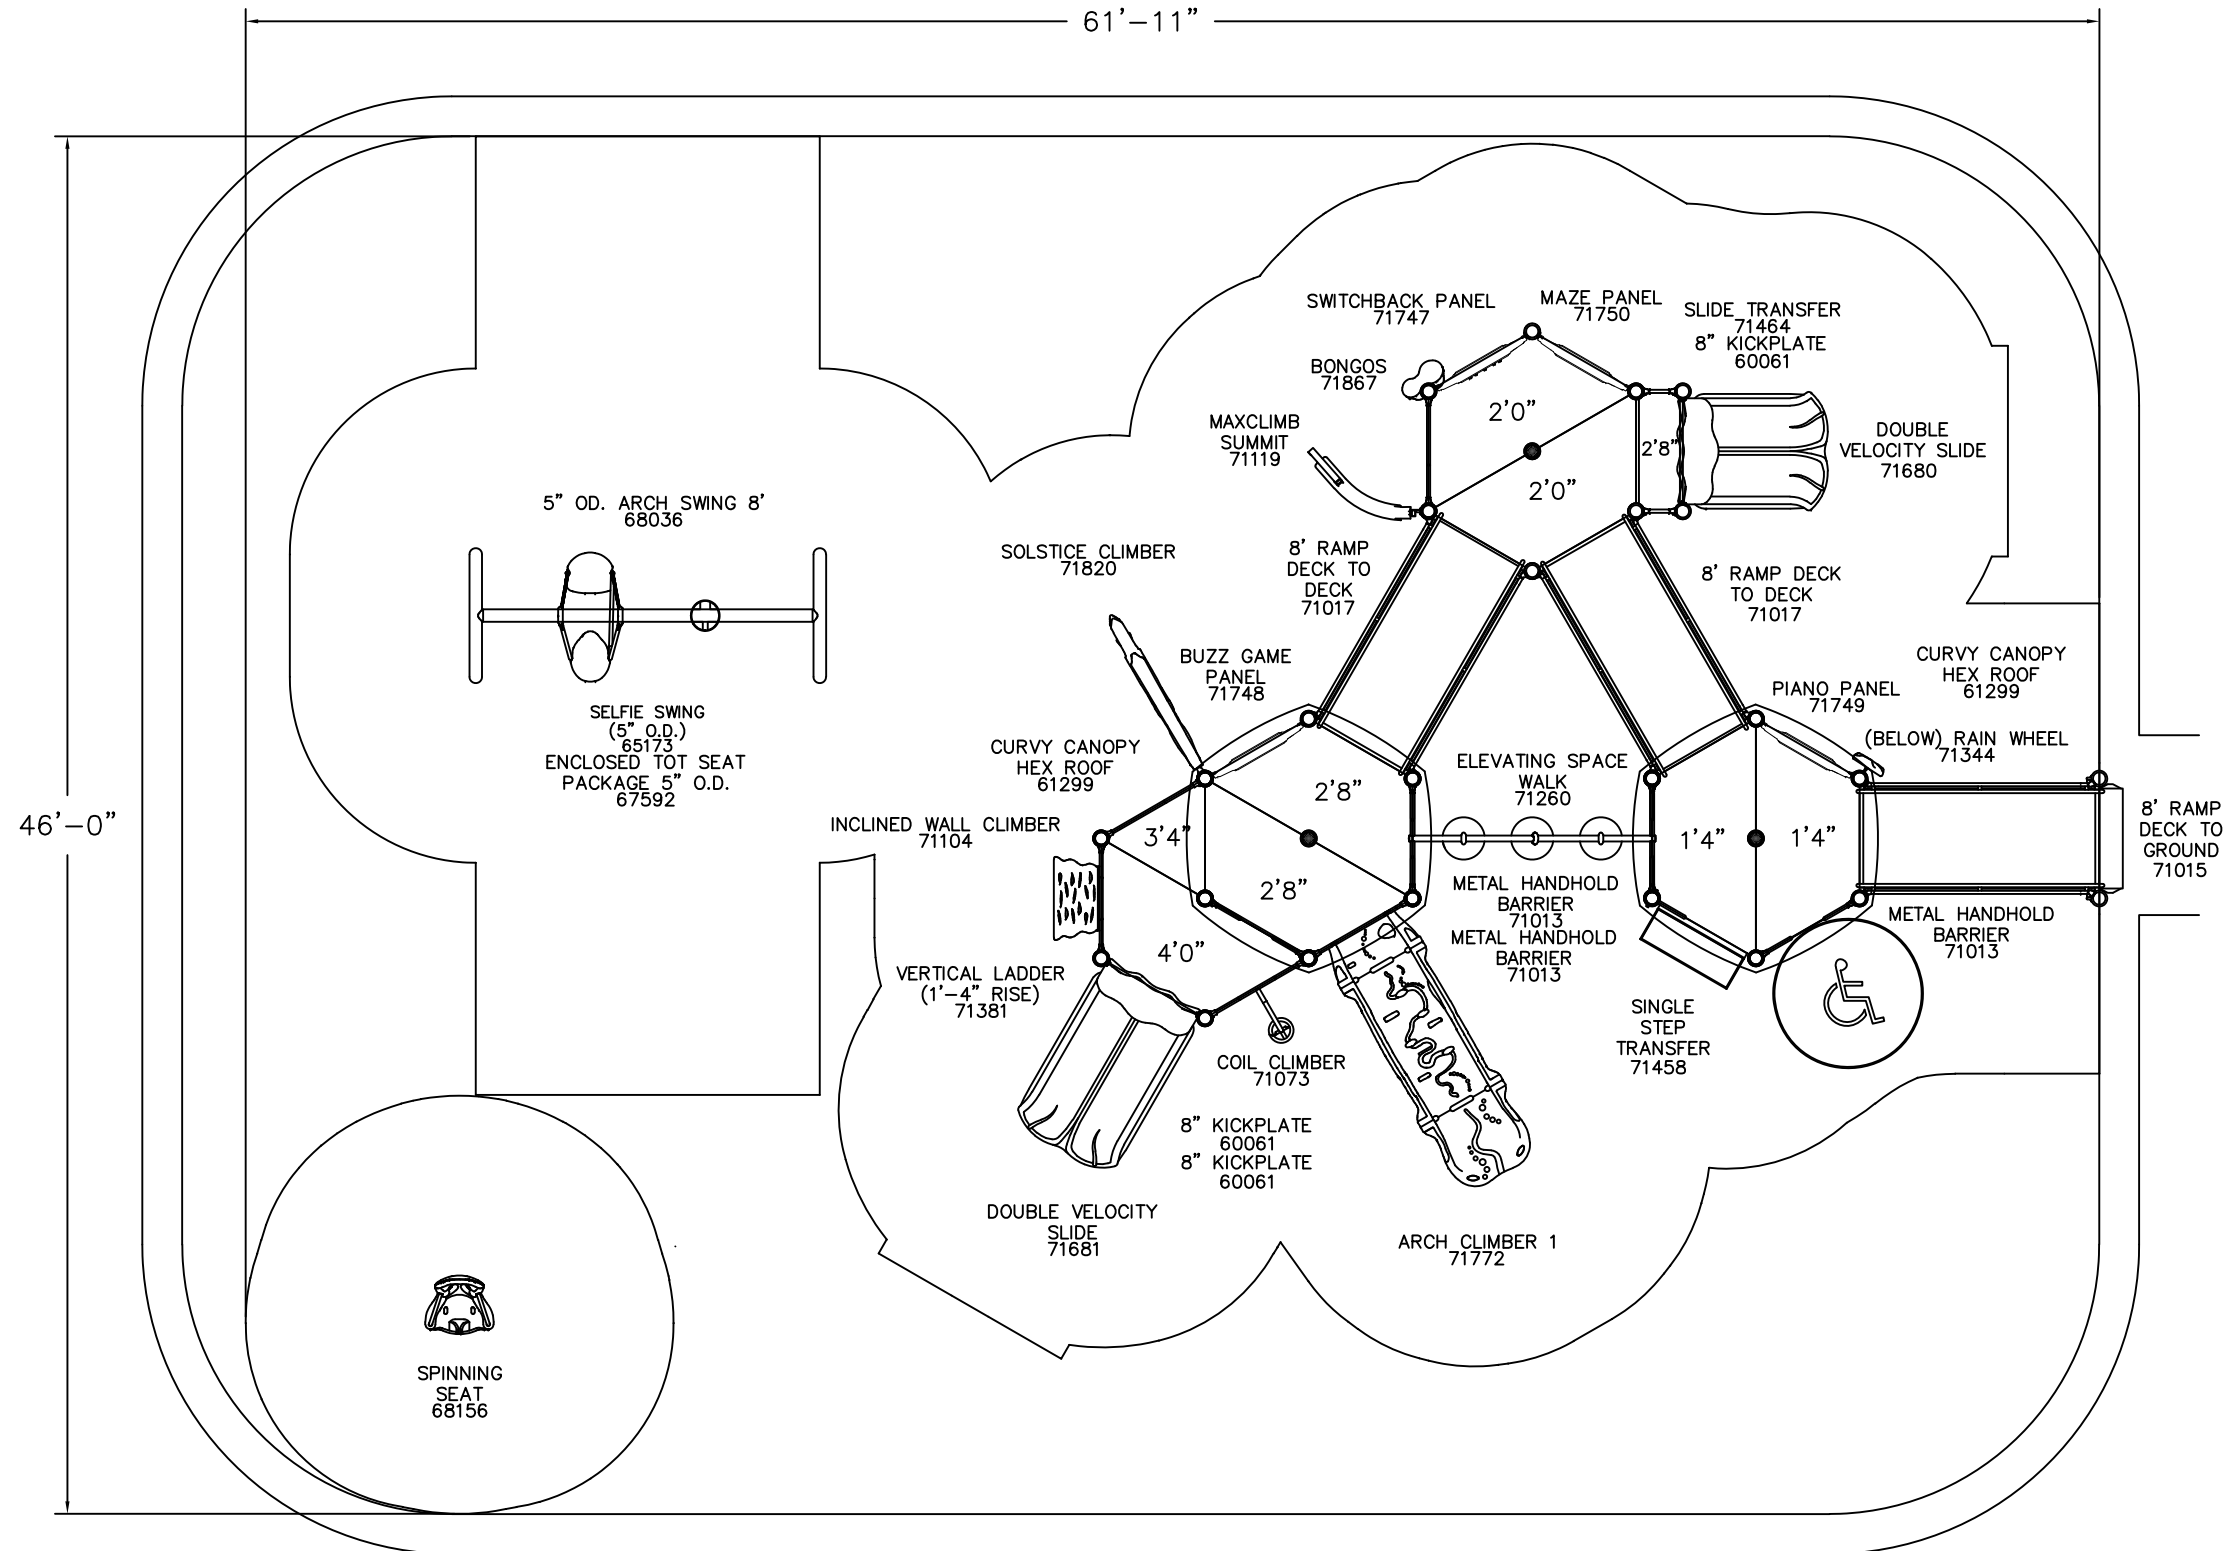 61'-11"
46'-0"
SWITCHBACK PANEL
71747
MAZE PANEL
71750
SLIDE TRANSFER
71464
8" KICKPLATE
60061
BONGOS
71867
MAXCLIMB
SUMMIT
71119
2'0"
2'0"
2'8"
DOUBLE
VELOCITY SLIDE
71680
5" OD. ARCH SWING 8'
68036
SOLSTICE CLIMBER
71820
8' RAMP
DECK TO
DECK
71017
8' RAMP DECK
TO DECK
71017
SELFIE SWING
(5" O.D.)
65173
ENCLOSED TOT SEAT
PACKAGE 5" O.D.
67592
BUZZ GAME
PANEL
71748
CURVY CANOPY
HEX ROOF
61299
PIANO PANEL
71749
(BELOW) RAIN WHEEL
71344
CURVY CANOPY
HEX ROOF
61299
ELEVATING SPACE
WALK
71260
INCLINED WALL CLIMBER
71104
3'4"
2'8"
2'8"
4'0"
1'4"
1'4"
8' RAMP
DECK TO
GROUND
71015
METAL HANDHOLD
BARRIER
71013
METAL HANDHOLD
BARRIER
71013
METAL HANDHOLD
BARRIER
71013
VERTICAL LADDER
(1'-4" RISE)
71381
SINGLE
STEP
TRANSFER
71458
COIL CLIMBER
71073
8" KICKPLATE
60061
8" KICKPLATE
60061
DOUBLE VELOCITY
SLIDE
71681
ARCH CLIMBER 1
71772
SPINNING
SEAT
68156